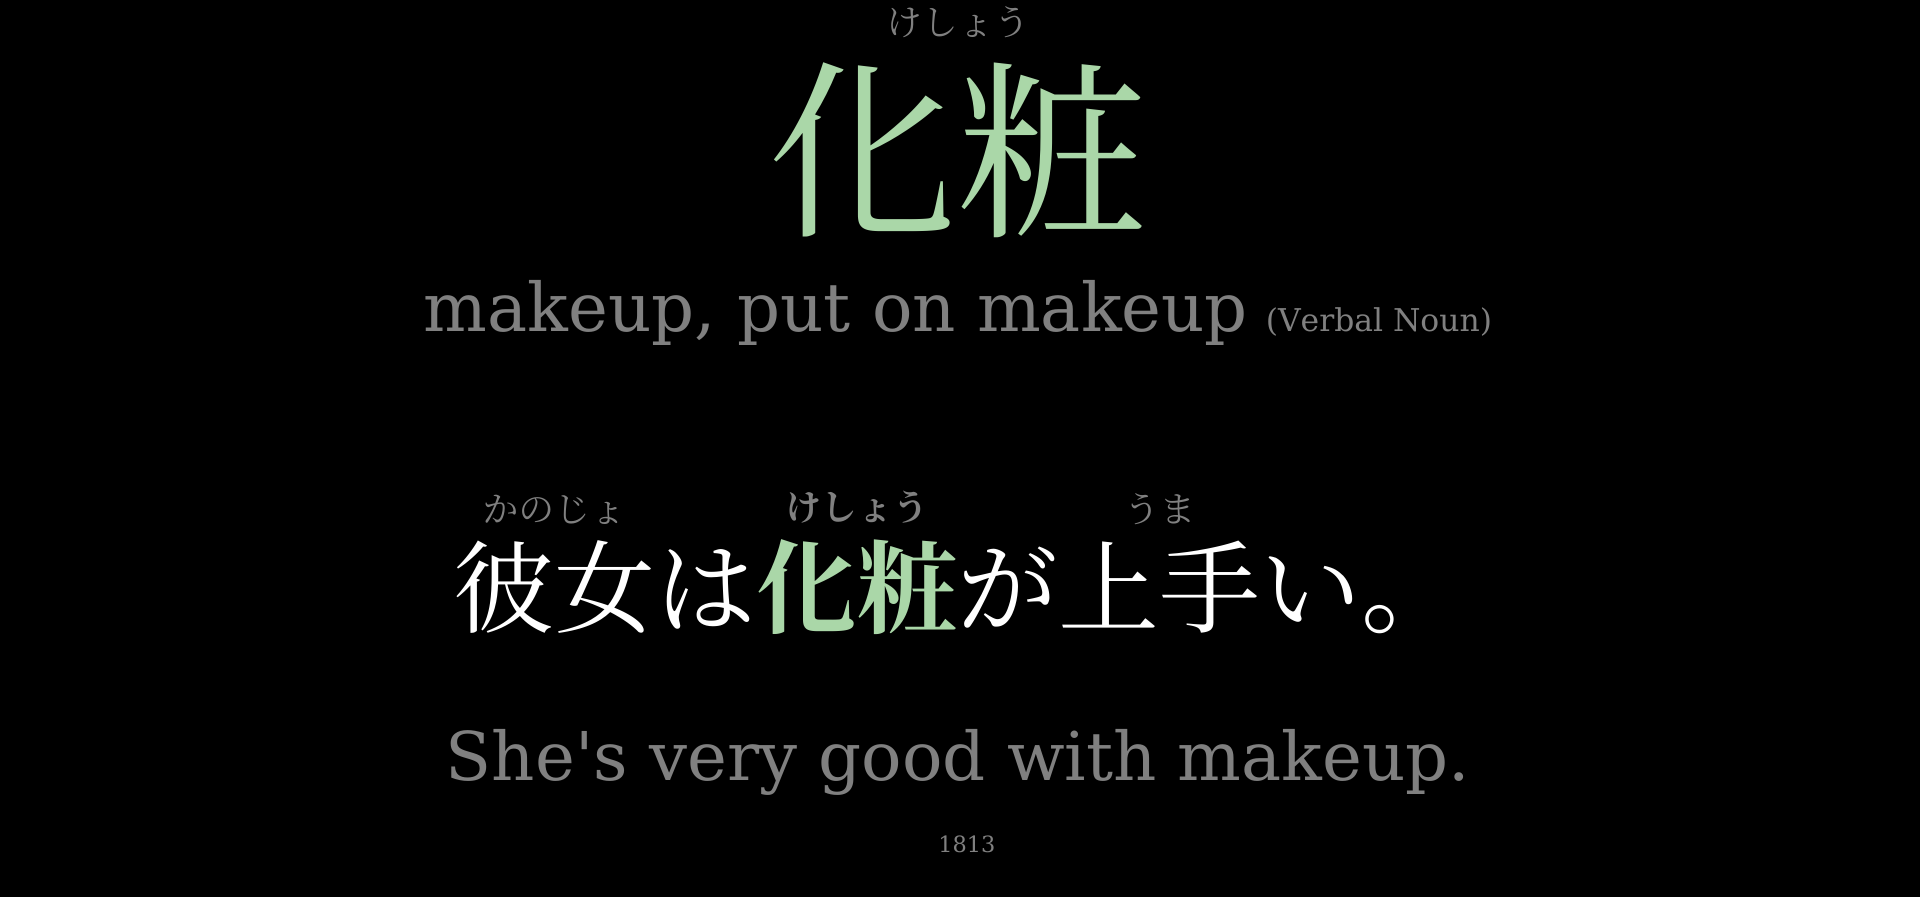 けしょう
化粧
makeup, put on makeup (Verbal Noun)
かのじょ けしょう うま
彼女は化粧が上手い。
She's very good with makeup.
1813